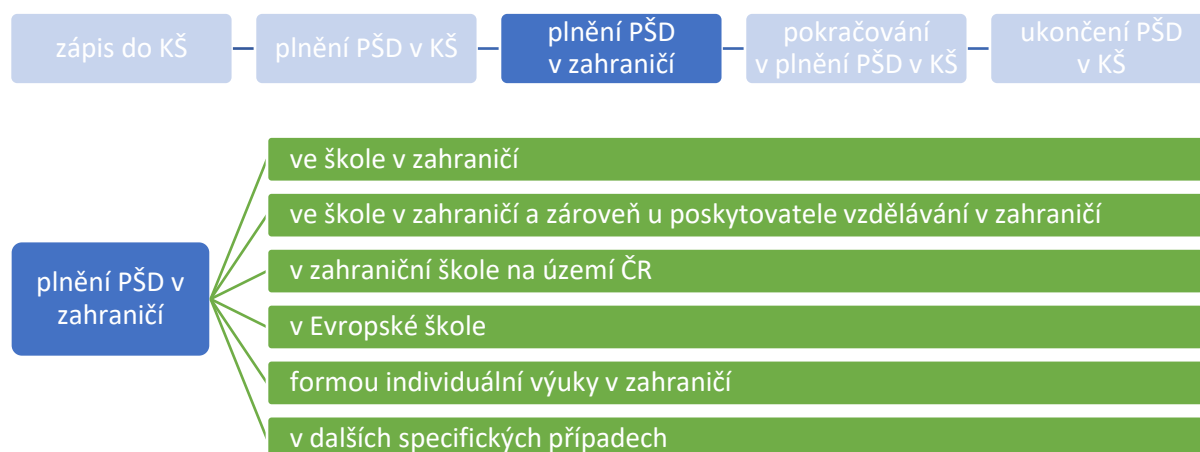 zápis do KŠ
plnění PŠD v KŠ
plnění PŠD
v zahraničí
pokračování
v plnění PŠD v KŠ
ukončení PŠD
v KŠ
plnění PŠD v
zahraničí
ve škole v zahraničí
ve škole v zahraničí a zároveň u poskytovatele vzdělávání v zahraničí
v zahraniční škole na území ČR
v Evropské škole
formou individuální výuky v zahraničí
v dalších specifických případech